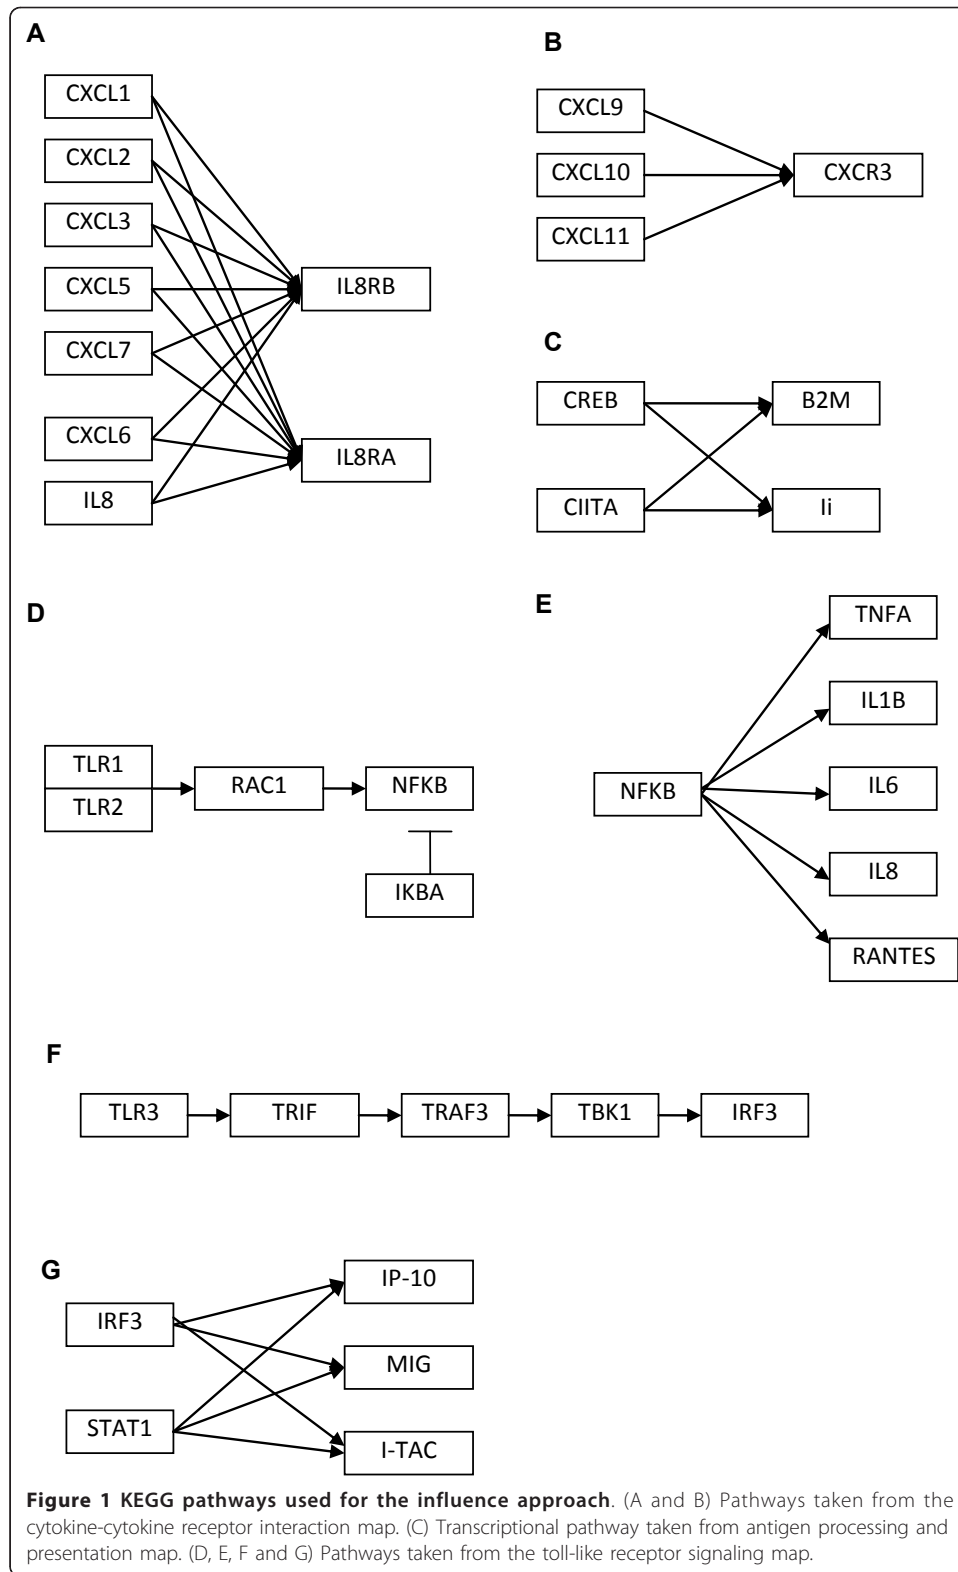 A
CXCL1
CXCL2
CXCL3
CXCL5
CXCL7
CXCL6
IL8
IL8RB
IL8RA
B
CXCL9
CXCL10
CXCL11
CXCR3
C
CREB
CIITA
B2M
Ii
D
TLR1
TLR2
RAC1
NFKB
IKBA
E
NFKB
TNFA
IL1B
IL6
IL8
RANTES
F
TLR3
TRIF
TRAF3
TBK1
IRF3
G
IRF3
STAT1
IP-10
MIG
I-TAC
Figure 1 KEGG pathways used for the influence approach. (A and B) Pathways taken from the
cytokine-cytokine receptor interaction map. (C) Transcriptional pathway taken from antigen processing and
presentation map. (D, E, F and G) Pathways taken from the toll-like receptor signaling map.